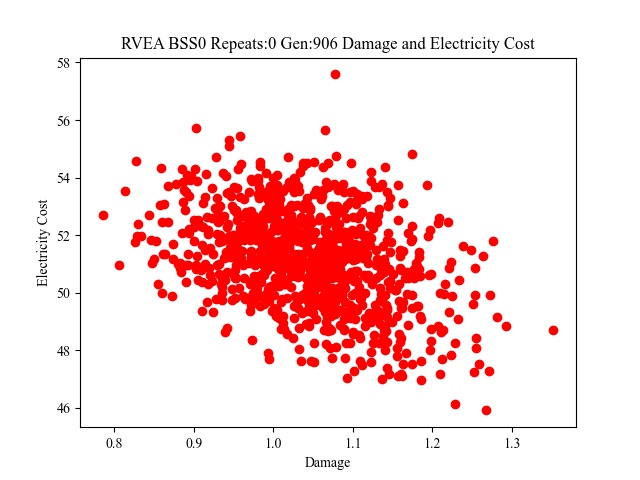 RVEA BSS0 Repeats:0 Gen:906 Damage and Electricity Cost
58
56
54
52
50
48
46
Electricity Cost
0.8 0.9 1.0 1.1 1.2 1.3
Damage